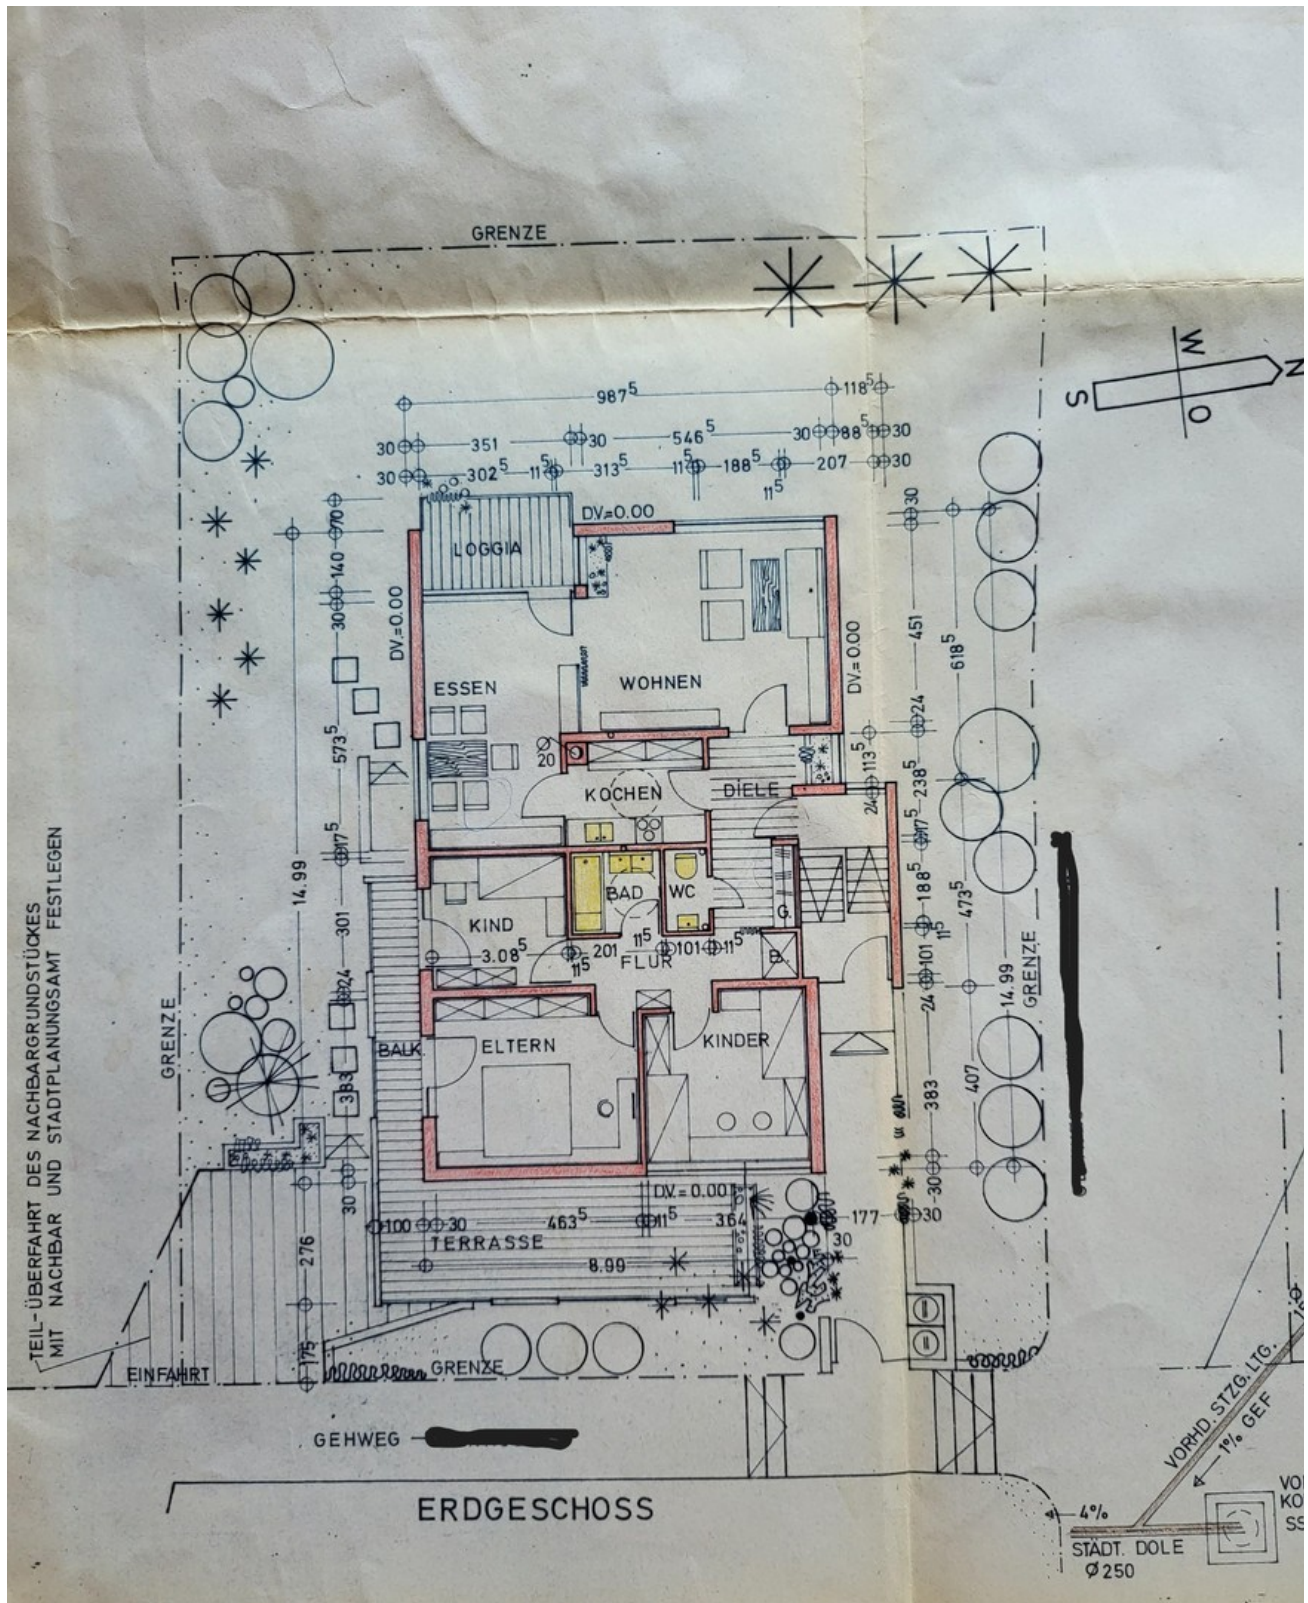 GRENZE
W
N
S
O
987⁵ 118⁵
30 351 30 546⁵ 30 88⁵ 30
30 302⁵ 11⁵ 313⁵ 11⁵ 188⁵ 207 30
11⁵
DV.=0.00
LOGGIA
70
140
30
573⁵
17⁵
301
24
383
30
14.99
276
175
DV.=0.00
30
451
24
238⁵
17⁵
188⁵
11⁵
101
24
383
30
618⁵
473⁵
407
14.99
DV.=0.00
113⁵
24
ESSEN
WOHNEN
20
KOCHEN
DIELE
BAD
WC
G.
KIND
3.08⁵ 11⁵ 201 11⁵ 101 11⁵
FLUR
B.
GRENZE
GRENZE
BALK.
ELTERN
KINDER
DV.=0.00
100 30 463⁵ 11⁵ 364 177 30
30
TERRASSE
8.99
TEIL-ÜBERFAHRT DES NACHBARGRUNDSTÜCKES
MIT NACHBAR UND STADTPLANUNGSAMT FESTLEGEN
EINFAHRT
GRENZE
GEHWEG
ERDGESCHOSS
VORHD. STZG. LTG.
1% GEF
4%
STÄDT. DOLE
Ø 250